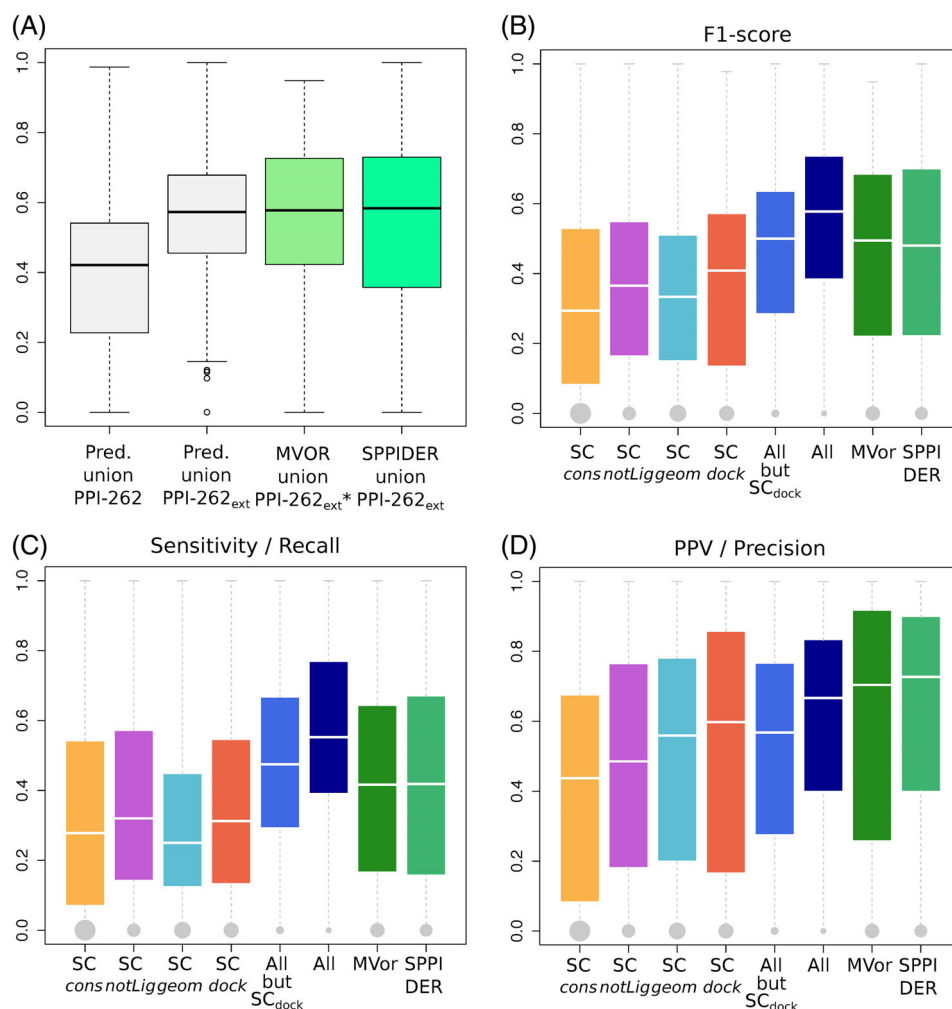 (A)
1.0
0.8
0.6
0.4
0.2
0.0
Pred. Pred. MVOR SPPIDER
union union union union
PPI-262 PPI-262ext PPI-262ext* PPI-262ext
(B)
F1-score
1.0
0.8
0.6
0.4
0.2
0.0
SC SC SC SC All All MVor SPPI
cons notLig geom dock but DER
SCdock
(C)
Sensitivity / Recall
1.0
0.8
0.6
0.4
0.2
0.0
SC SC SC SC All All MVor SPPI
cons notLig geom dock but DER
SCdock
(D)
PPV / Precision
1.0
0.8
0.6
0.4
0.2
0.0
SC SC SC SC All All MVor SPPI
cons notLig geom dock but DER
SCdock